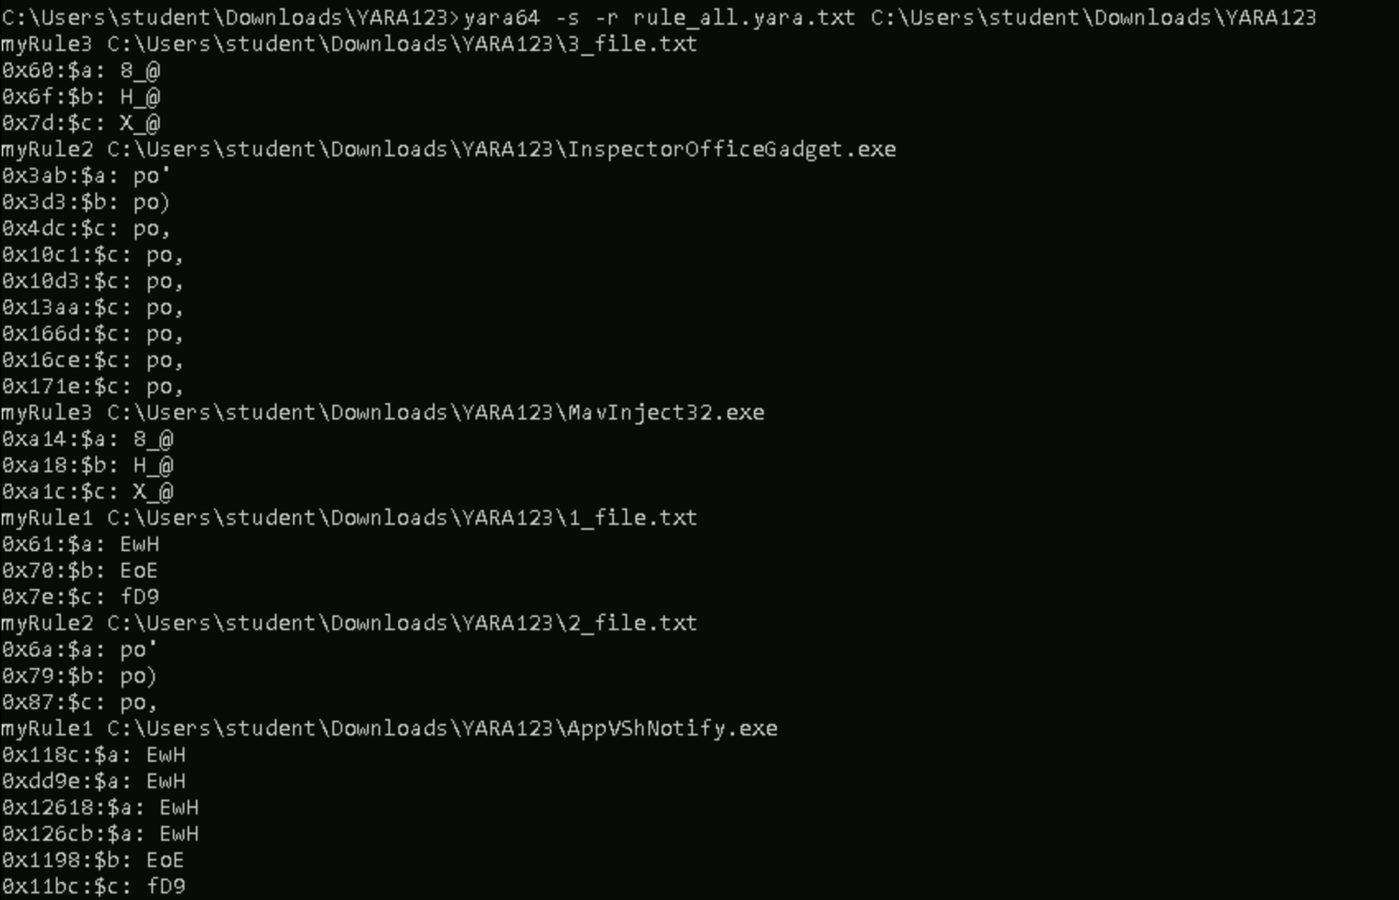 C:\Users\student\Downloads\YARA123>yara64 -s -r rule_all.yara.txt C:\Users\student\Downloads\YARA123
myRule3 C:\Users\student\Downloads\YARA123\3_file.txt
0x60:$a: 8_@
0x6f:$b: H_@
0x7d:$c: X_@
myRule2 C:\Users\student\Downloads\YARA123\InspectorOfficeGadget.exe
0x3ab:$a: po'
0x3d3:$b: po)
0x4dc:$c: po,
0x10c1:$c: po,
0x10d3:$c: po,
0x13aa:$c: po,
0x166d:$c: po,
0x16ce:$c: po,
0x171e:$c: po,
myRule3 C:\Users\student\Downloads\YARA123\MavInject32.exe
0xa14:$a: 8_@
0xa18:$b: H_@
0xa1c:$c: X_@
myRule1 C:\Users\student\Downloads\YARA123\1_file.txt
0x61:$a: EwH
0x70:$b: EoE
0x7e:$c: fD9
myRule2 C:\Users\student\Downloads\YARA123\2_file.txt
0x6a:$a: po'
0x79:$b: po)
0x87:$c: po,
myRule1 C:\Users\student\Downloads\YARA123\AppVShNotify.exe
0x118c:$a: EwH
0xdd9e:$a: EwH
0x12618:$a: EwH
0x126cb:$a: EwH
0x1198:$b: EoE
0x11bc:$c: fD9